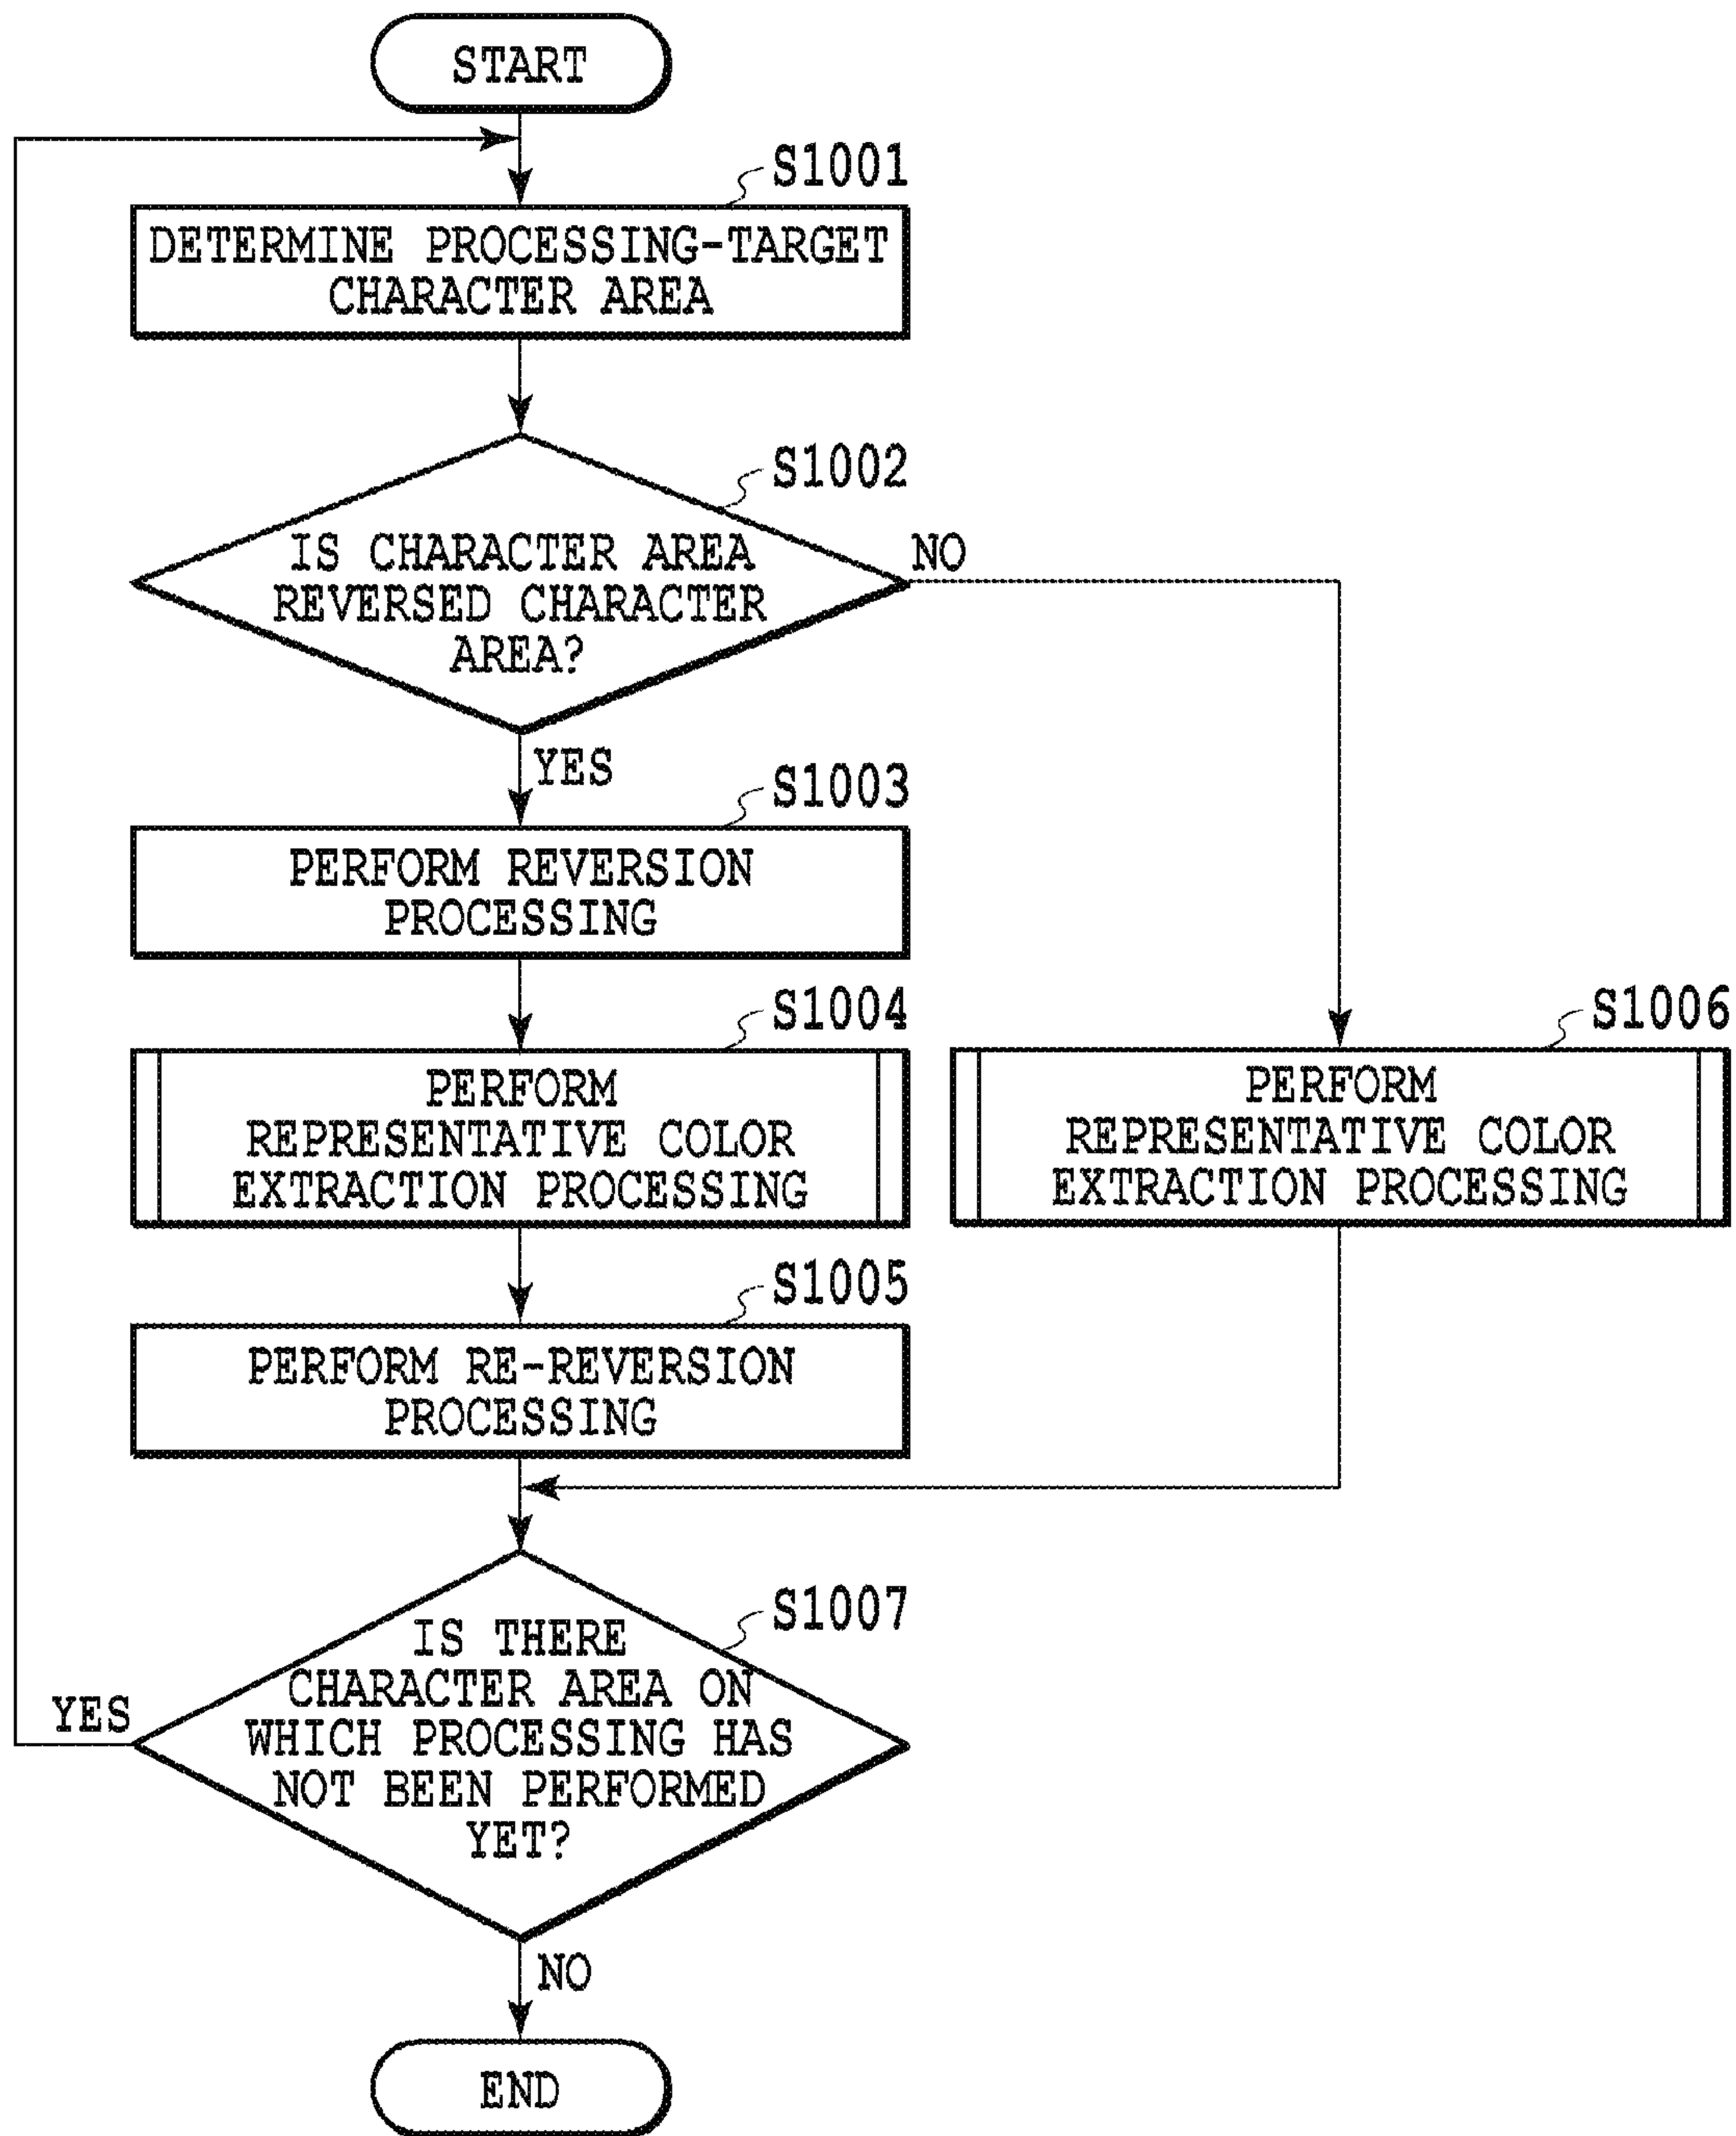 START
S1001
DETERMINE PROCESSING-TARGET
CHARACTER AREA
S1002
IS CHARACTER AREA
REVERSED CHARACTER
AREA?
NO
YES
S1003
PERFORM REVERSION
PROCESSING
S1004
PERFORM
REPRESENTATIVE COLOR
EXTRACTION PROCESSING
S1006
PERFORM
REPRESENTATIVE COLOR
EXTRACTION PROCESSING
S1005
PERFORM RE-REVERSION
PROCESSING
S1007
IS THERE
CHARACTER AREA ON
WHICH PROCESSING HAS
NOT BEEN PERFORMED
YET?
YES
NO
END